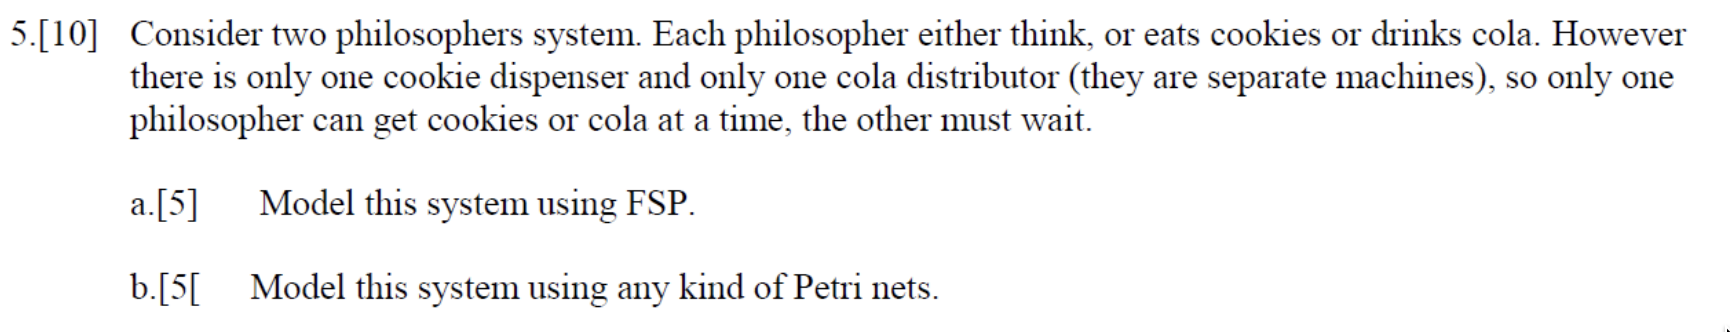 5.[10] Consider two philosophers system. Each philosopher either think, or eats cookies or drinks cola. However
there is only one cookie dispenser and only one cola distributor (they are separate machines), so only one
philosopher can get cookies or cola at a time, the other must wait.
a.[5] Model this system using FSP.
b.[5[ Model this system using any kind of Petri nets.